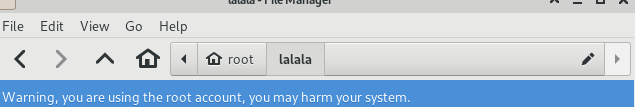 lalala - File Manager
File Edit View Go Help
root lalala
Warning, you are using the root account, you may harm your system.